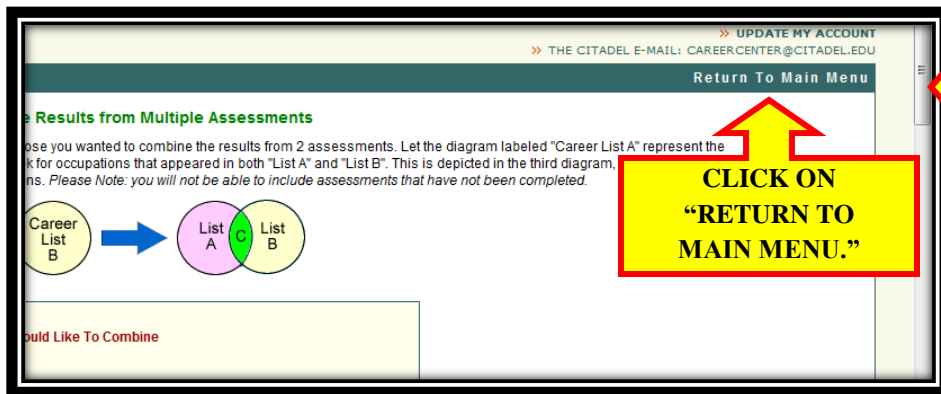 » UPDATE MY ACCOUNT
» THE CITADEL E-MAIL: CAREERCENTER@CITADEL.EDU
Return To Main Menu
Results from Multiple Assessments
you wanted to combine the results from 2 assessments. Let the diagram labeled "Career List A" represent the
for occupations that appeared in both "List A" and "List B". This is depicted in the third diagram,
Please Note: you will not be able to include assessments that have not been completed.
CLICK ON
“RETURN TO
MAIN MENU.”
Career
List
B
List
A
C
List
B
Like To Combine